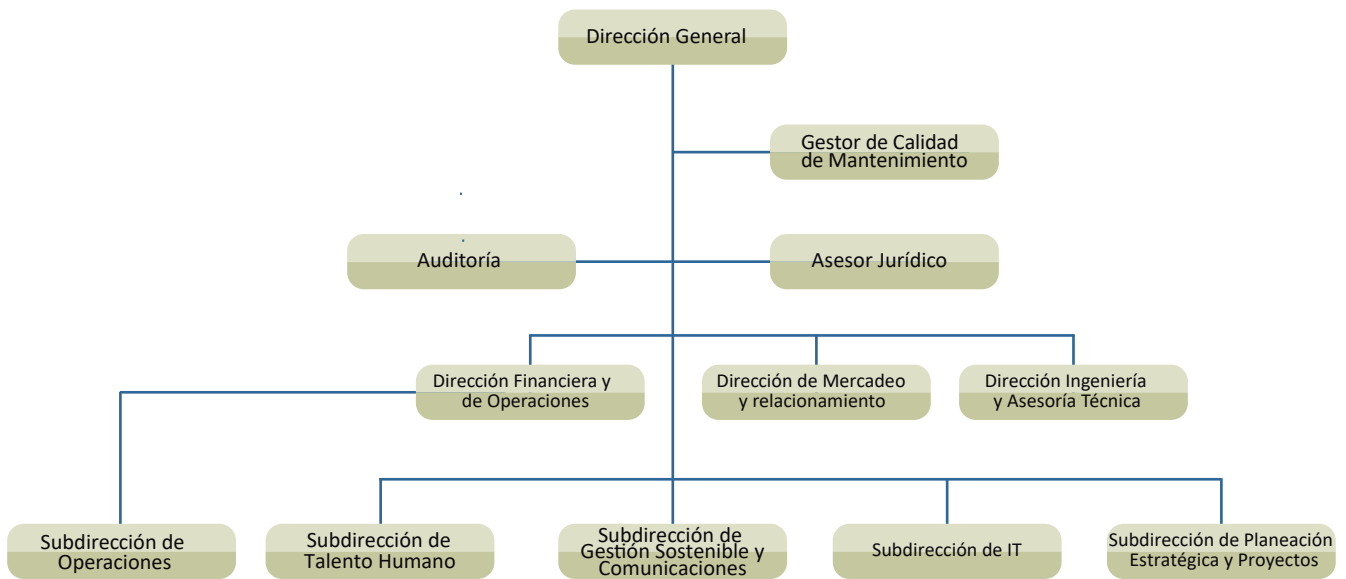 Dirección General
Gestor de Calidad
de Mantenimiento
Auditoría
Asesor Jurídico
Dirección Financiera y
de Operaciones
Dirección de Mercadeo
y relacionamiento
Dirección Ingeniería
y Asesoría Técnica
Subdirección de
Operaciones
Subdirección de
Talento Humano
Subdirección de
Gestión Sostenible y
Comunicaciones
Subdirección de IT
Subdirección de Planeación
Estratégica y Proyectos